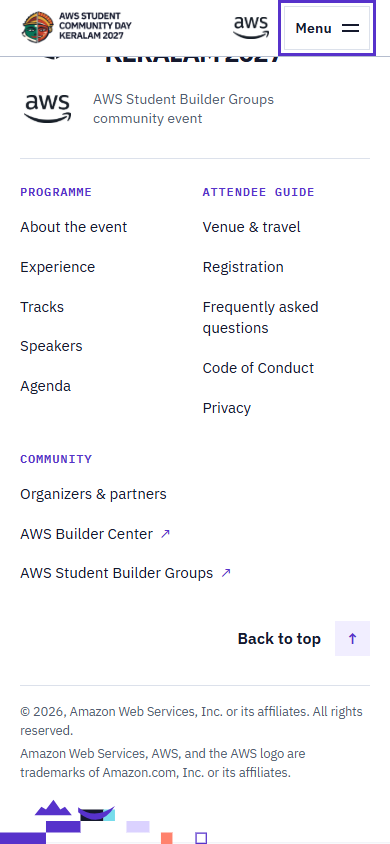 AWS STUDENT
COMMUNITY DAY
KERALAM 2027
aws
Menu
KERALAM 2027
aws
AWS Student Builder Groups
community event
PROGRAMME
About the event
Experience
Tracks
Speakers
Agenda
ATTENDEE GUIDE
Venue & travel
Registration
Frequently asked
questions
Code of Conduct
Privacy
COMMUNITY
Organizers & partners
AWS Builder Center ↗
AWS Student Builder Groups ↗
Back to top ↑
© 2026, Amazon Web Services, Inc. or its affiliates. All rights
reserved.
Amazon Web Services, AWS, and the AWS logo are
trademarks of Amazon.com, Inc. or its affiliates.